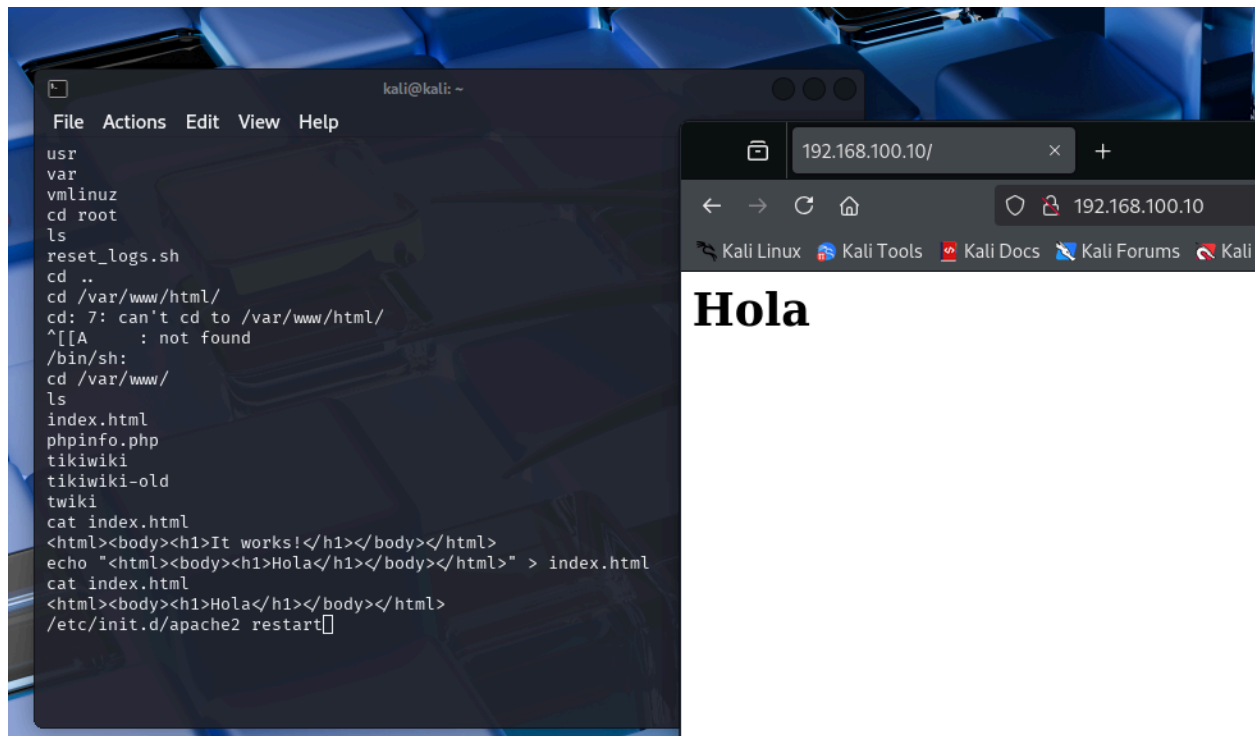 kali@kali: ~
File Actions Edit View Help
usr
var
vmlinuz
cd root
ls
reset_logs.sh
cd ..
cd /var/www/html/
cd: 7: can't cd to /var/www/html/
^[[A     : not found
/bin/sh:
cd /var/www/
ls
index.html
phpinfo.php
tikiwiki
tikiwiki-old
twiki
cat index.html
<html><body><h1>It works!</h1></body></html>
echo "<html><body><h1>Hola</h1></body></html>" > index.html
cat index.html
<html><body><h1>Hola</h1></body></html>
/etc/init.d/apache2 restart
192.168.100.10/
192.168.100.10
Kali Linux Kali Tools Kali Docs Kali Forums Kali
Hola